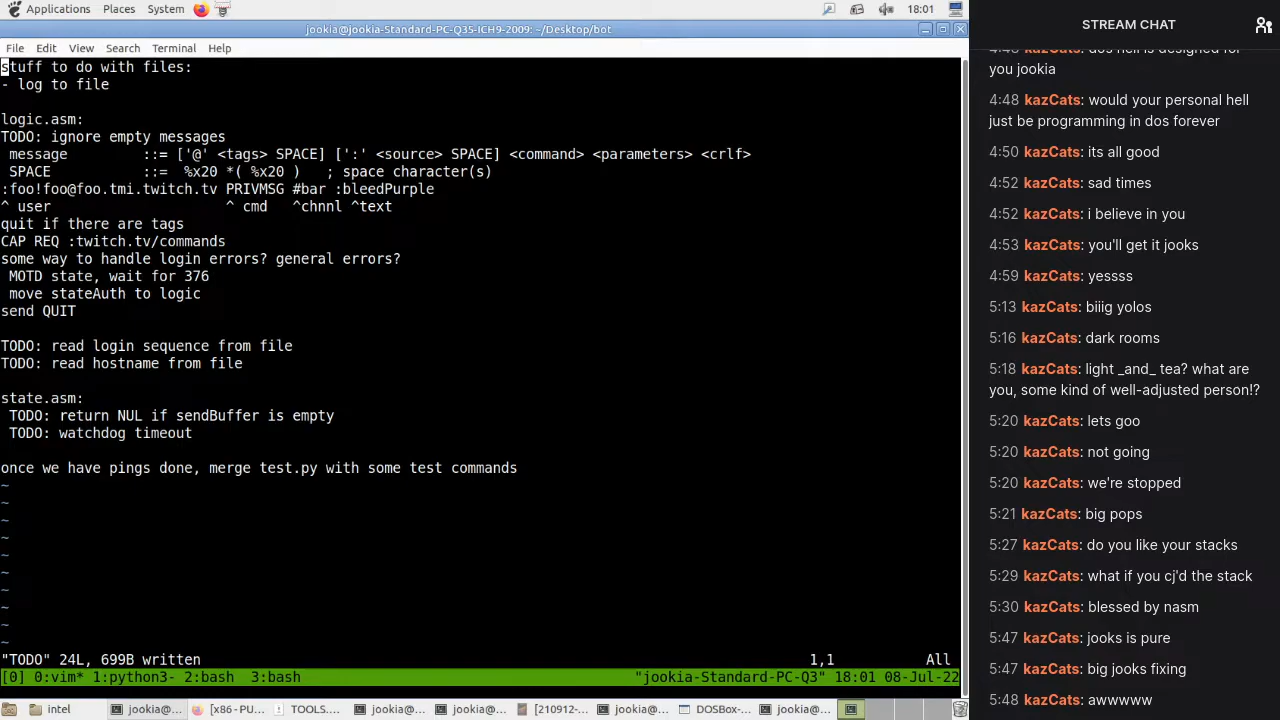 Applications Places System 18:01
jookia@jookia-Standard-PC-Q35-ICH9-2009: ~/Desktop/bot
File Edit View Search Terminal Help
stuff to do with files:
- log to file
logic.asm:
TODO: ignore empty messages
message ::= ['@' <tags> SPACE] [':' <source> SPACE] <command> <parameters> <crlf>
SPACE ::= %x20 *( %x20 ) ; space character(s)
:foo!foo@foo.tmi.twitch.tv PRIVMSG #bar :bleedPurple
^ user ^ cmd ^chnnl ^text
quit if there are tags
CAP REQ :twitch.tv/commands
some way to handle login errors? general errors?
MOTD state, wait for 376
move stateAuth to logic
send QUIT
TODO: read login sequence from file
TODO: read hostname from file
state.asm:
TODO: return NUL if sendBuffer is empty
TODO: watchdog timeout
once we have pings done, merge test.py with some test commands
~
~
~
~
~
~
~
~
~
~
"TODO" 24L, 699B written 1,1 All
[0] 0:vim* 1:python3- 2:bash 3:bash "jookia-Standard-PC-Q3" 18:01 08-Jul-22
intel jookia@... [x86 - PU... TOOLS.... jookia@... jookia@... [210912-... jookia@... DOSBox-... jookia@...
STREAM CHAT
you jookia
4:48 kazCats: would your personal hell
just be programming in dos forever
4:50 kazCats: its all good
4:52 kazCats: sad times
4:52 kazCats: i believe in you
4:53 kazCats: you'll get it jooks
4:59 kazCats: yessss
5:13 kazCats: biiig yolos
5:16 kazCats: dark rooms
5:18 kazCats: light _and_ tea? what are
you, some kind of well-adjusted person!?
5:20 kazCats: lets goo
5:20 kazCats: not going
5:20 kazCats: we're stopped
5:21 kazCats: big pops
5:27 kazCats: do you like your stacks
5:29 kazCats: what if you cj'd the stack
5:30 kazCats: blessed by nasm
5:47 kazCats: jooks is pure
5:47 kazCats: big jooks fixing
5:48 kazCats: awwwww